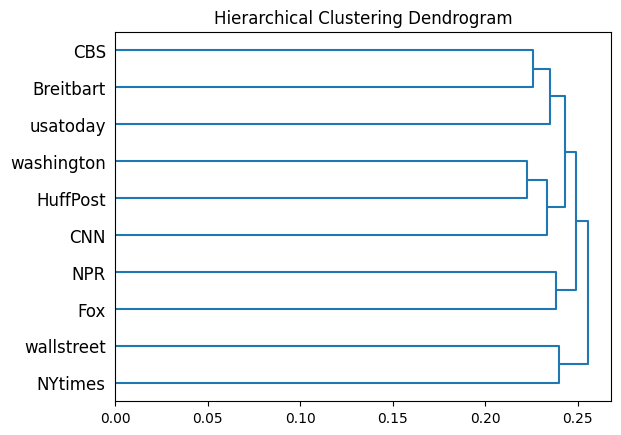 Hierarchical Clustering Dendrogram
CBS
Breitbart
usatoday
washington
HuffPost
CNN
NPR
Fox
wallstreet
NYtimes
0.00 0.05 0.10 0.15 0.20 0.25